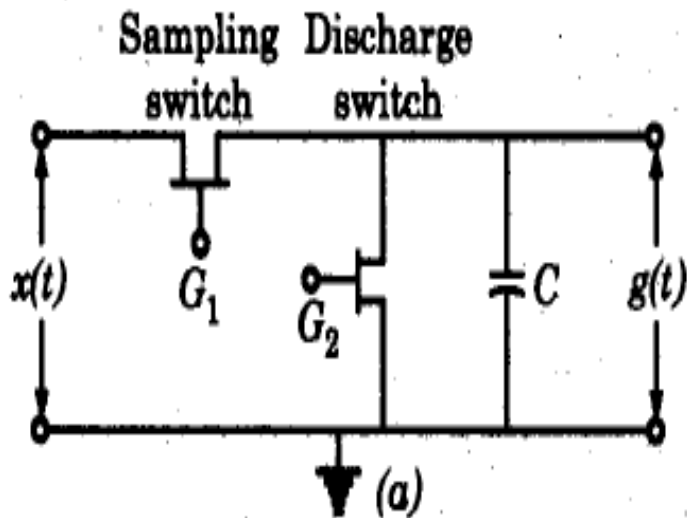 Sampling Discharge
switch switch
x(t)
G₁
G₂
C
g(t)
(a)